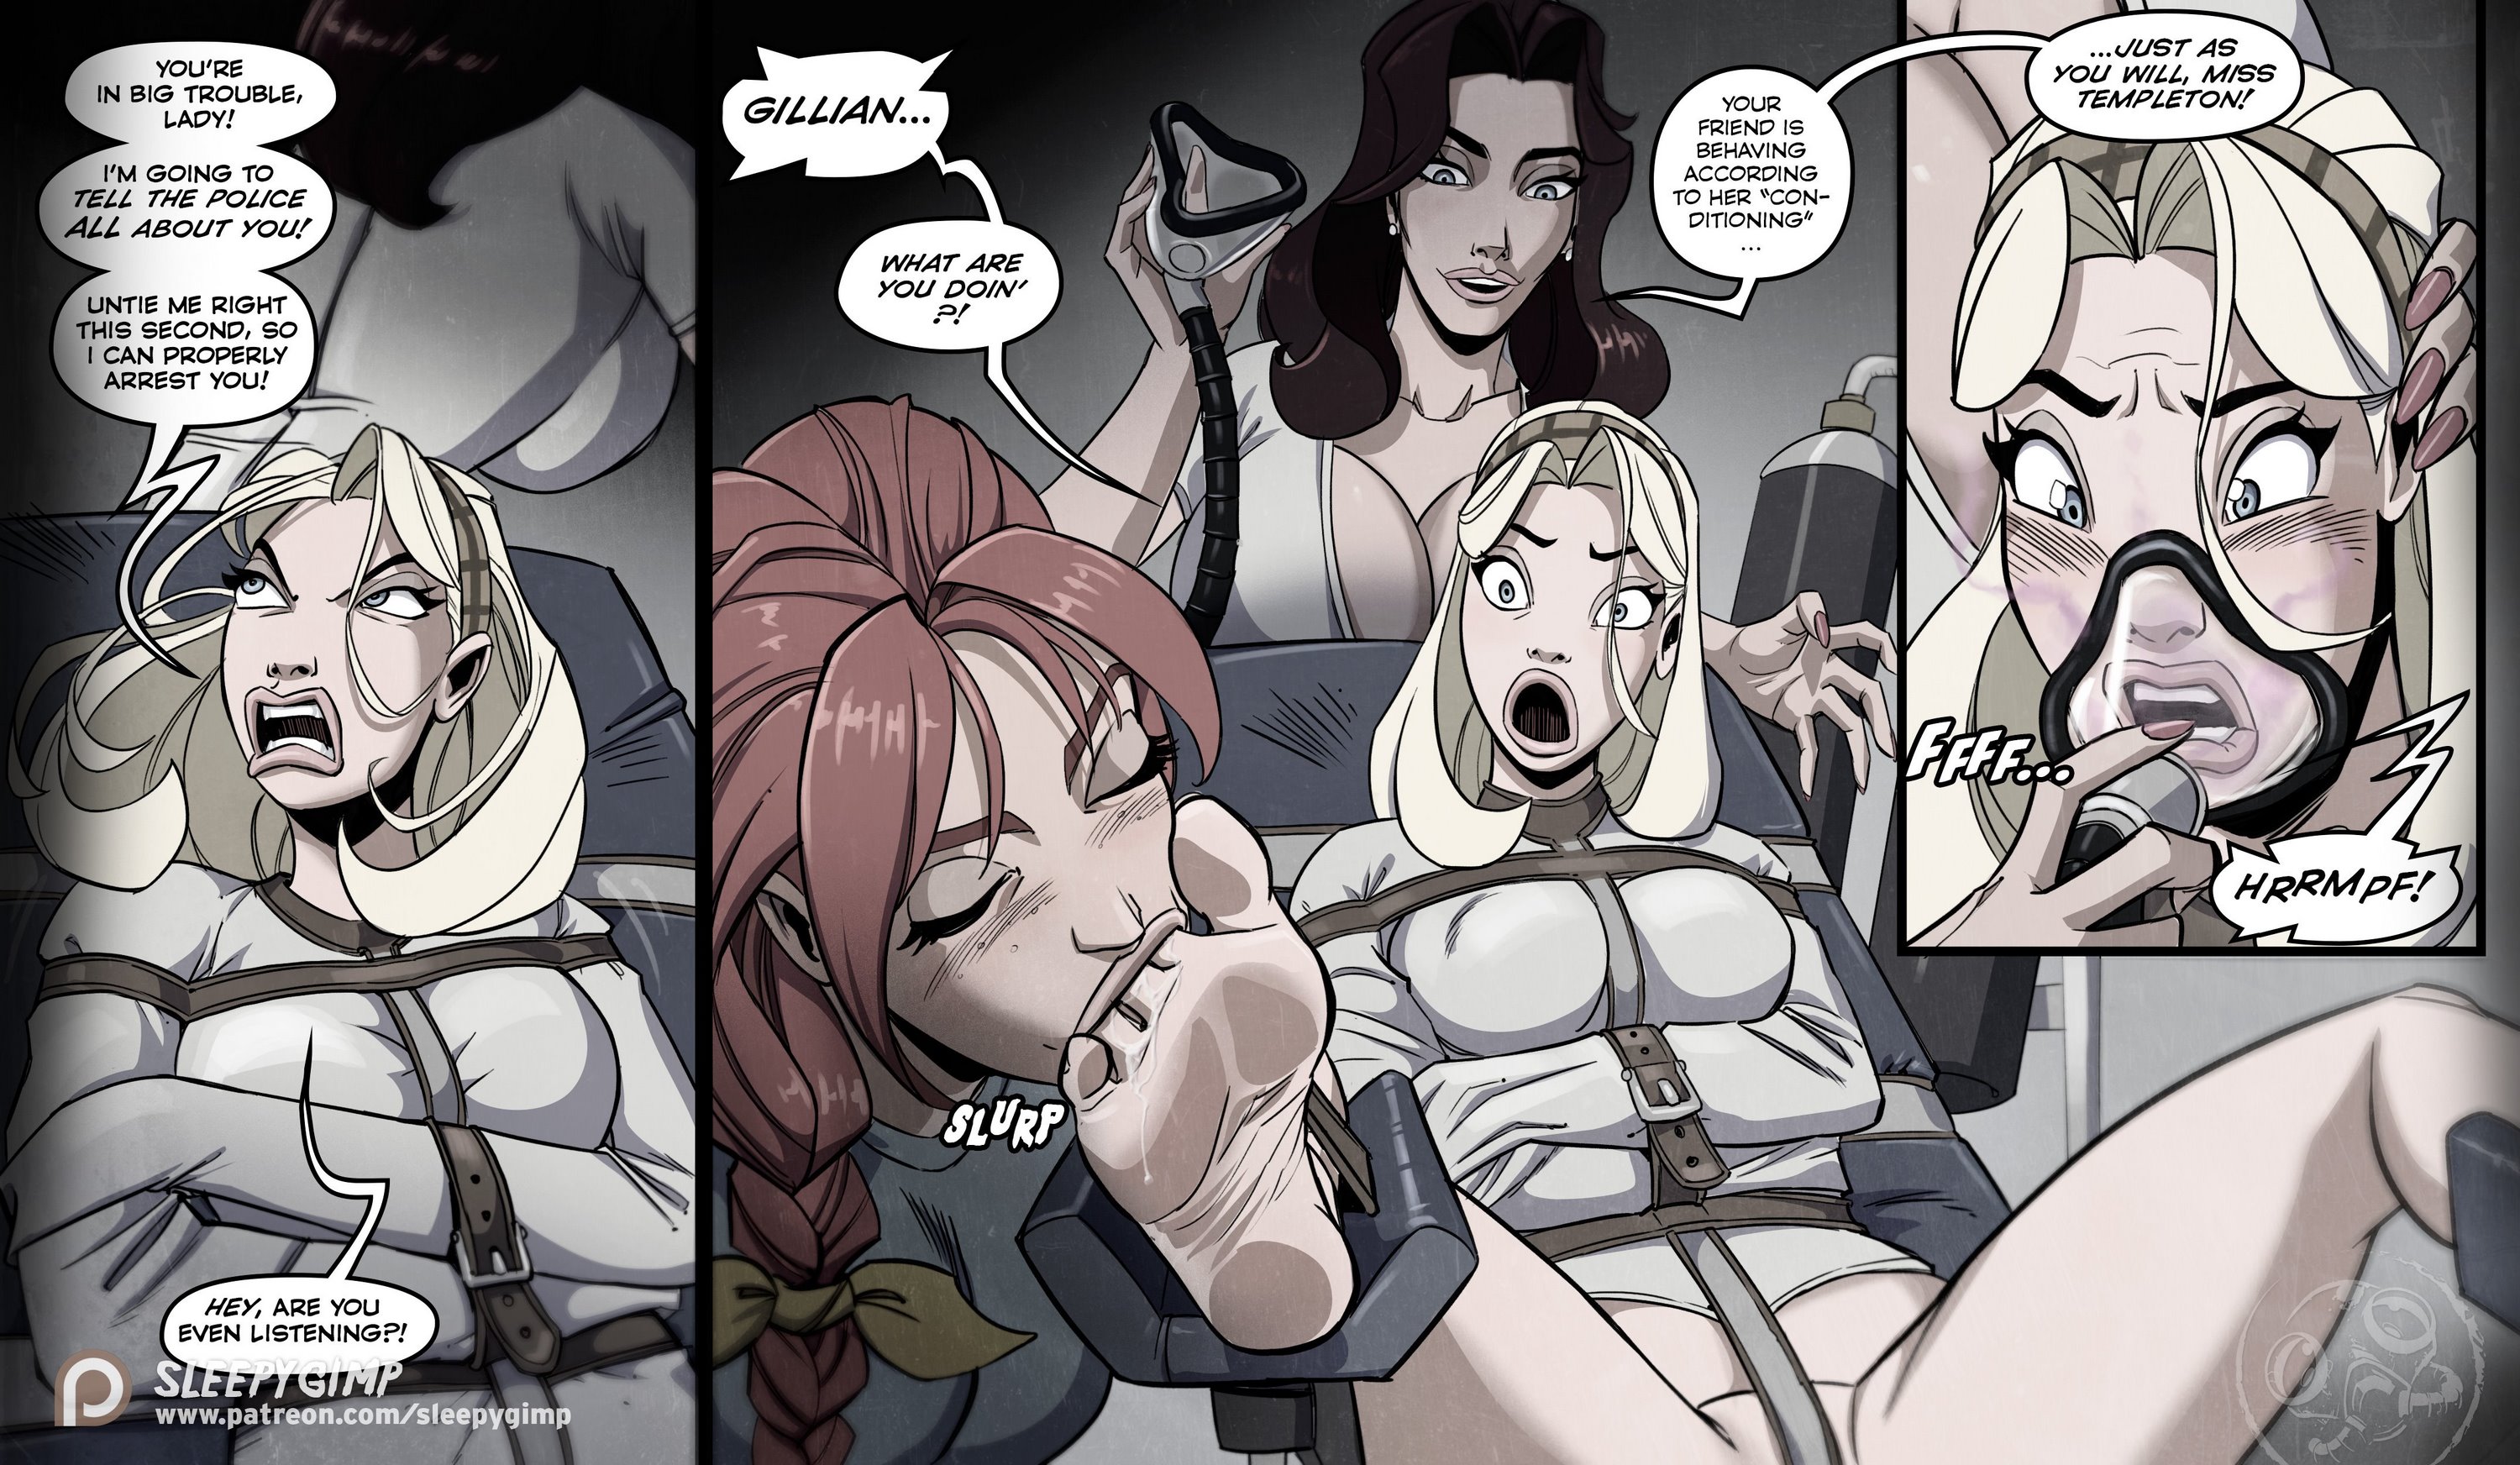 YOU'RE
IN BIG TROUBLE,
LADY!
I'M GOING TO
TELL THE POLICE
ALL ABOUT YOU!
UNTIE ME RIGHT
THIS SECOND, SO
I CAN PROPERLY
ARREST YOU!
HEY, ARE YOU
EVEN LISTENING?!
SLEEPYGIMP
www.patreon.com/sleepygimp
GILLIAN...
WHAT ARE
YOU DOIN'
?!
SLURP
YOUR
FRIEND IS
BEHAVING
ACCORDING
TO HER "CON-
DITIONING"
...
...JUST AS
YOU WILL, MISS
TEMPLETON!
FFFF...
HRRMPF!